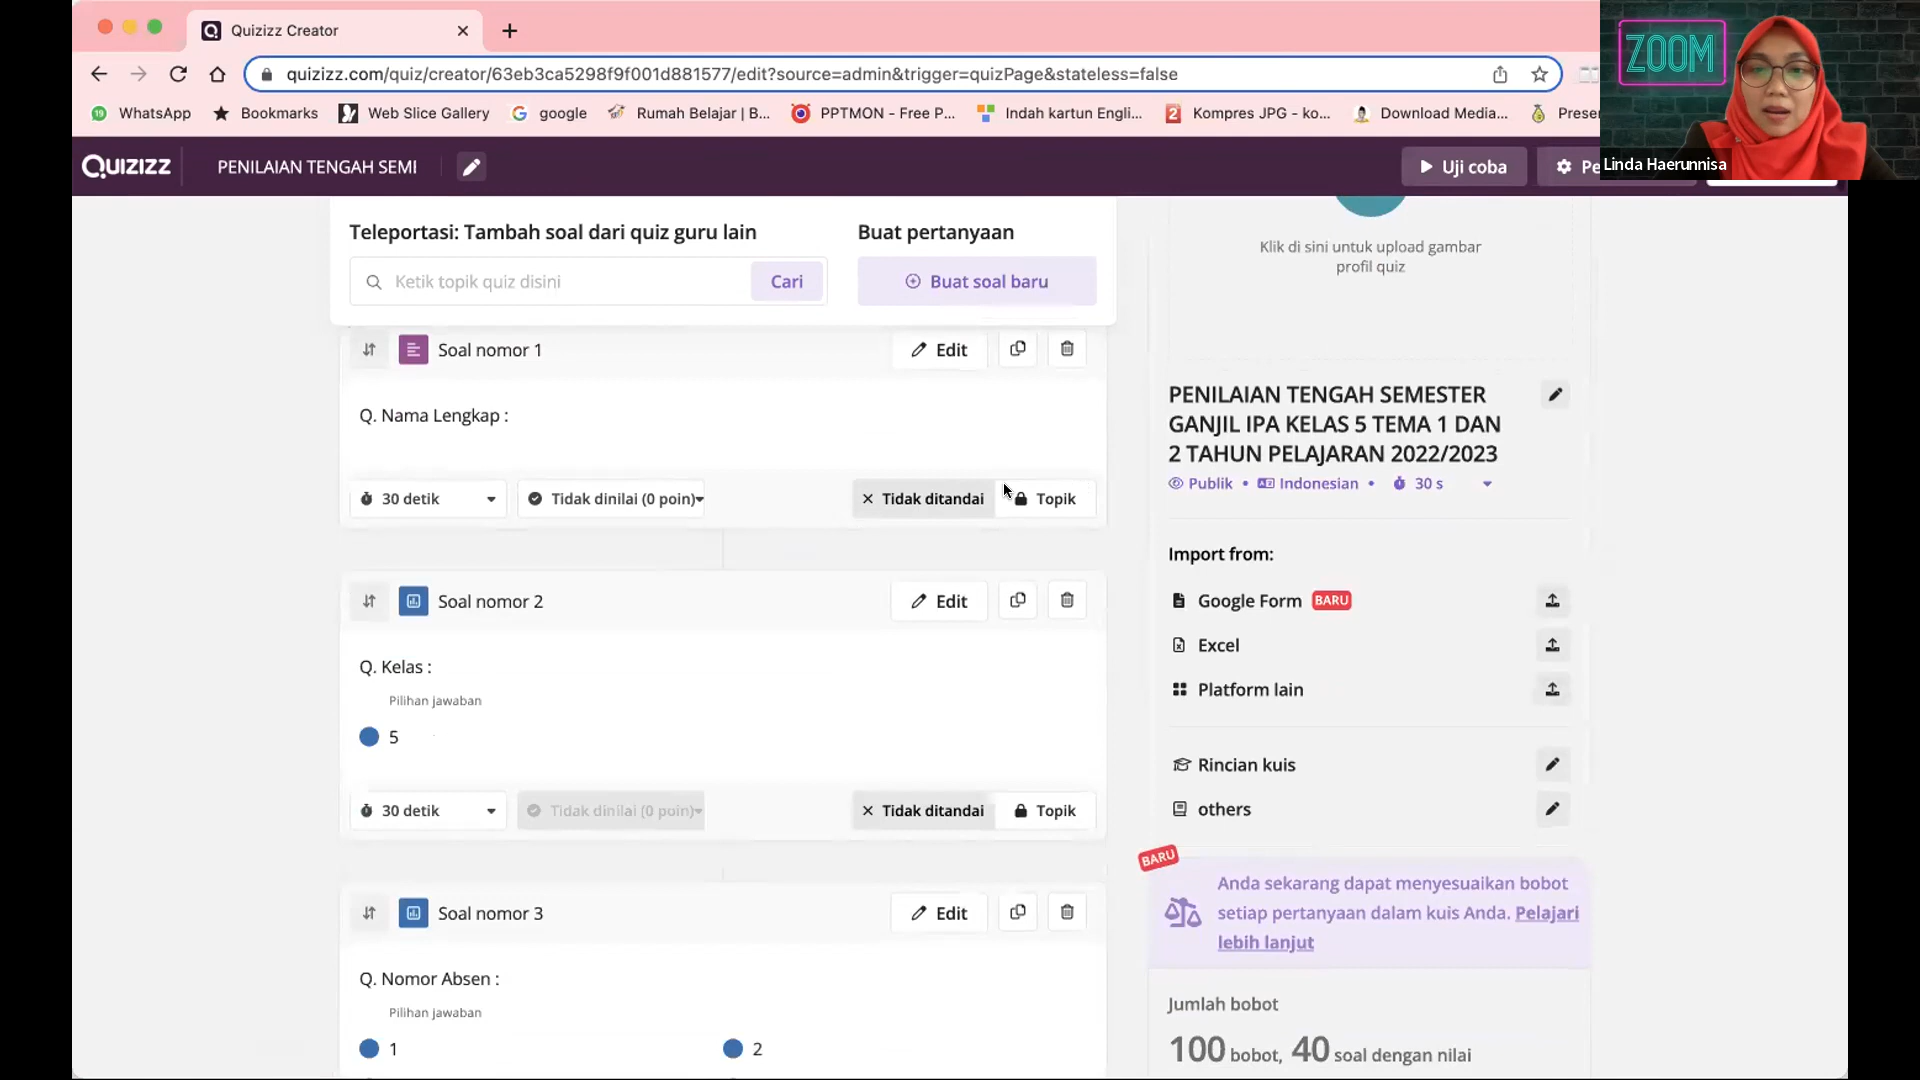 Quizizz Creator
quizizz.com/quiz/creator/63eb3ca5298f9f001d881577/edit?source=admin&trigger=quizPage&stateless=false
WhatsApp
Bookmarks
Web Slice Gallery
google
Rumah Belajar | B...
PPTMON - Free P...
Indah kartun Engli...
Kompres JPG - ko...
Download Media...
Prese
ZOOM
Linda Haerunnisa
Quizizz
PENILAIAN TENGAH SEMI
Uji coba
Pe
Teleportasi: Tambah soal dari quiz guru lain
Ketik topik quiz disini
Cari
Buat pertanyaan
Buat soal baru
Soal nomor 1
Edit
Q. Nama Lengkap :
30 detik
Tidak dinilai (0 poin)
Tidak ditandai
Topik
Soal nomor 2
Edit
Q. Kelas :
Pilihan jawaban
5
30 detik
Tidak dinilai (0 poin)
Tidak ditandai
Topik
Soal nomor 3
Edit
Q. Nomor Absen :
Pilihan jawaban
1
2
Klik di sini untuk upload gambar
profil quiz
PENILAIAN TENGAH SEMESTER
GANJIL IPA KELAS 5 TEMA 1 DAN
2 TAHUN PELAJARAN 2022/2023
Publik • Indonesian • 30 s
Import from:
Google Form BARU
Excel
Platform lain
Rincian kuis
others
BARU
Anda sekarang dapat menyesuaikan bobot
setiap pertanyaan dalam kuis Anda. Pelajari
lebih lanjut
Jumlah bobot
100 bobot, 40 soal dengan nilai